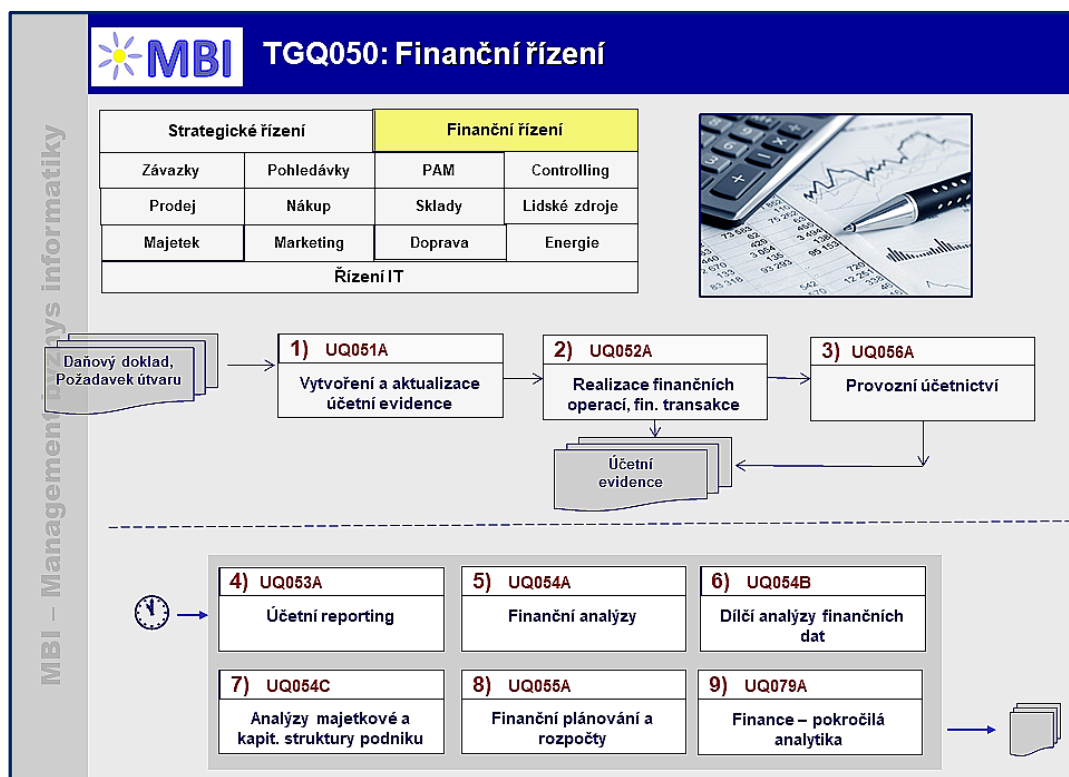 MBI
TGQ050: Finanční řízení
MBI – Management byznys informatiky
Strategické řízení
Finanční řízení
Závazky
Pohledávky
PAM
Controlling
Prodej
Nákup
Sklady
Lidské zdroje
Majetek
Marketing
Doprava
Energie
Řízení IT
Daňový doklad,
Požadavek útvaru
1) UQ051A
Vytvoření a aktualizace
účetní evidence
2) UQ052A
Realizace finančních
operací, fin. transakce
3) UQ056A
Provozní účetnictví
Účetní
evidence
4) UQ053A
Účetní reporting
5) UQ054A
Finanční analýzy
6) UQ054B
Dílčí analýzy finančních
dat
7) UQ054C
Analýzy majetkové a
kapit. struktury podniku
8) UQ055A
Finanční plánování a
rozpočty
9) UQ079A
Finance – pokročilá
analytika